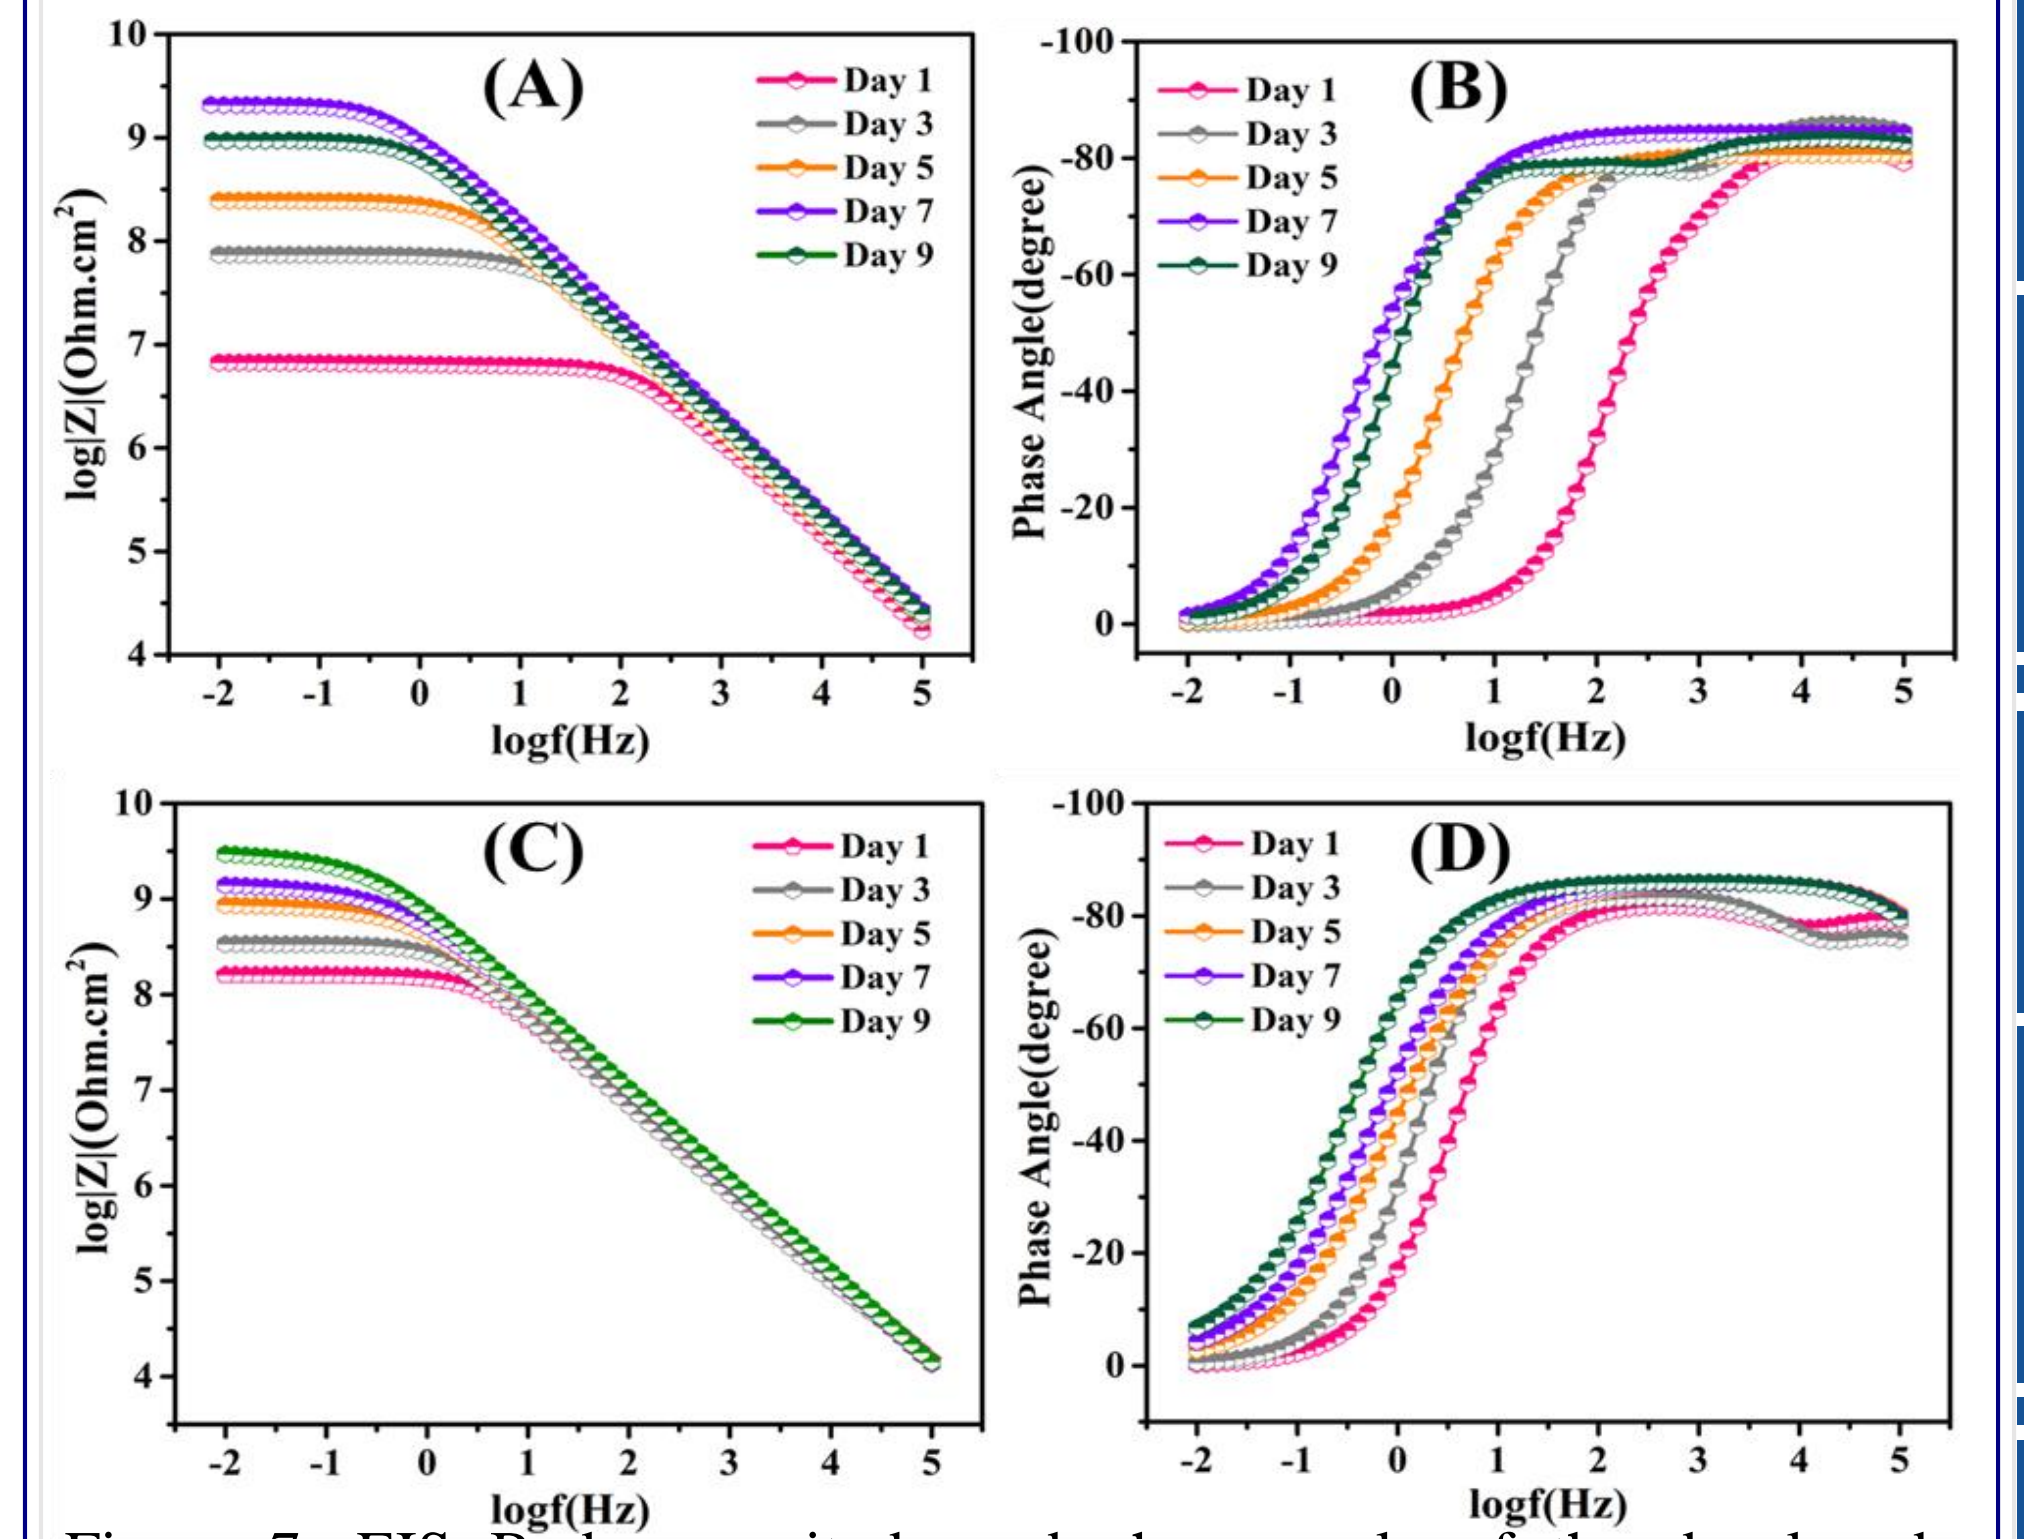 (A)
Day 1
Day 3
Day 5
Day 7
Day 9
10
9
8
7
6
5
4
log|Z|(Ohm.cm²)
-2 -1 0 1 2 3 4 5
logf(Hz)
(B)
Day 1
Day 3
Day 5
Day 7
Day 9
-100
-80
-60
-40
-20
0
Phase Angle(degree)
-2 -1 0 1 2 3 4 5
logf(Hz)
(C)
Day 1
Day 3
Day 5
Day 7
Day 9
10
9
8
7
6
5
4
log|Z|(Ohm.cm²)
-2 -1 0 1 2 3 4 5
logf(Hz)
(D)
Day 1
Day 3
Day 5
Day 7
Day 9
-100
-80
-60
-40
-20
0
Phase Angle(degree)
-2 -1 0 1 2 3 4 5
logf(Hz)